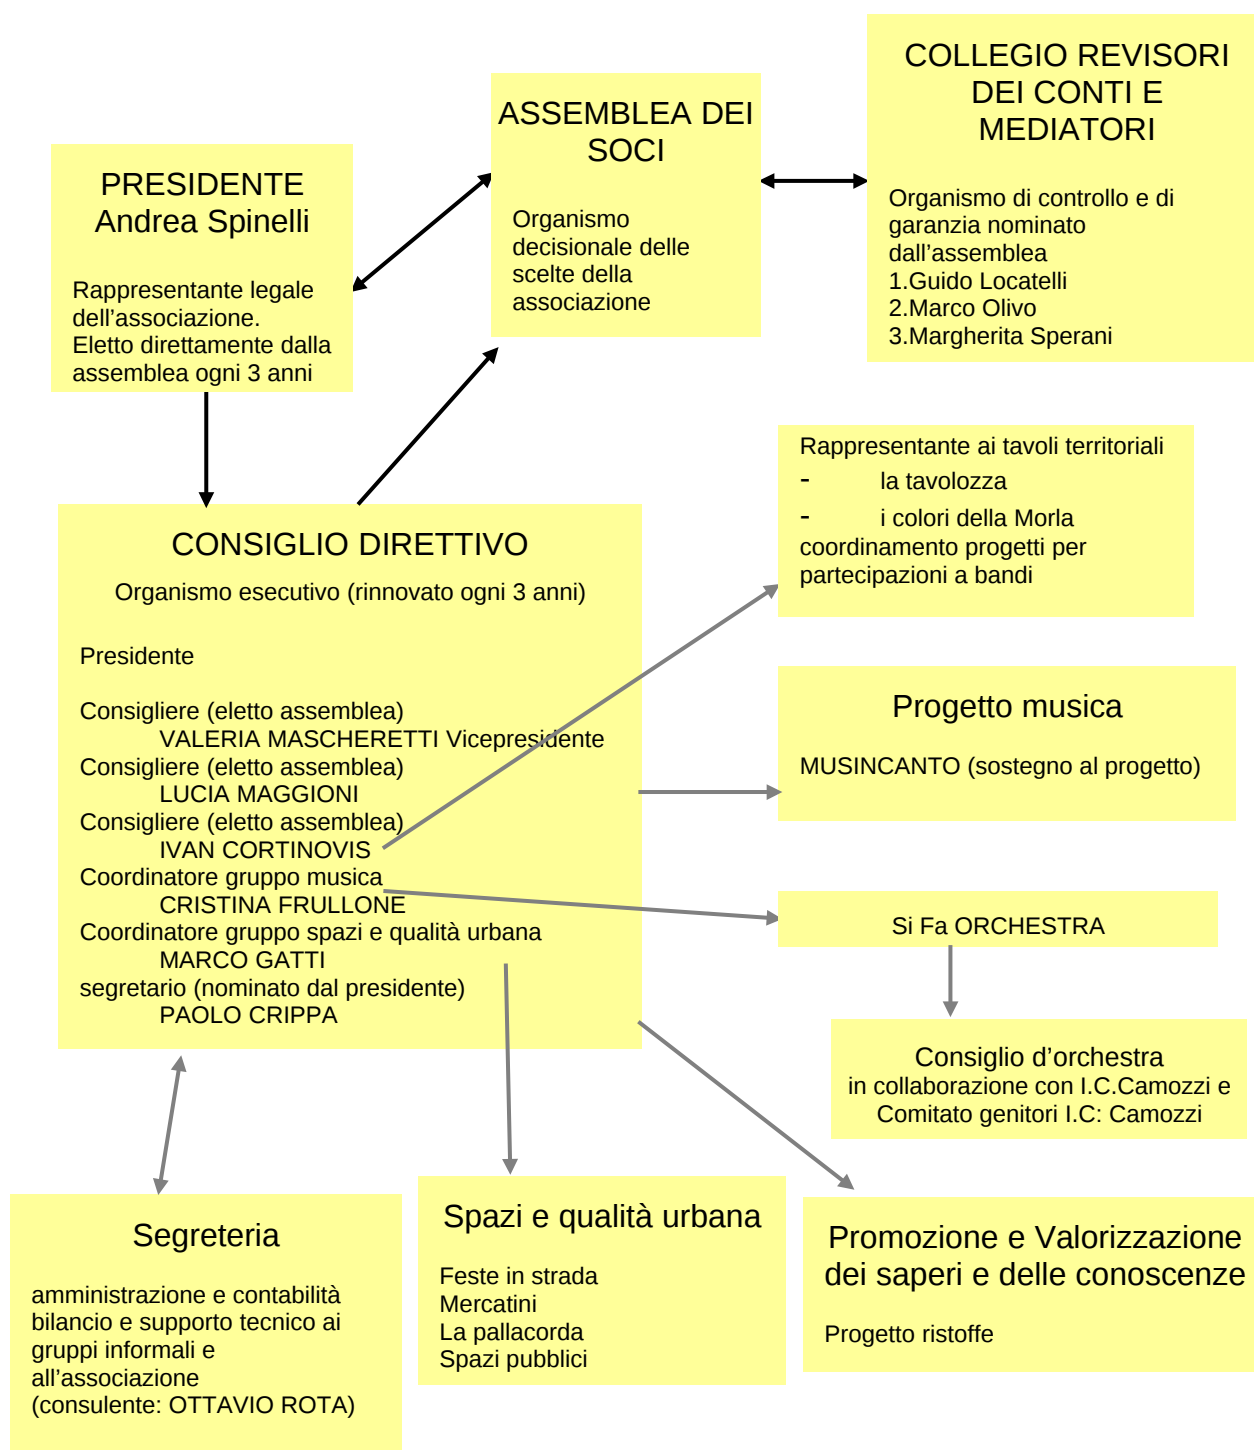 COLLEGIO REVISORI
DEI CONTI E
MEDIATORI
Organismo di controllo e di
garanzia nominato
dall’assemblea
1.Guido Locatelli
2.Marco Olivo
3.Margherita Sperani
ASSEMBLEA DEI
SOCI
Organismo
decisionale delle
scelte della
associazione
PRESIDENTE
Andrea Spinelli
Rappresentante legale
dell’associazione.
Eletto direttamente dalla
assemblea ogni 3 anni
Rappresentante ai tavoli territoriali
- la tavolozza
- i colori della Morla
coordinamento progetti per
partecipazioni a bandi
CONSIGLIO DIRETTIVO
Organismo esecutivo (rinnovato ogni 3 anni)
Presidente
Consigliere (eletto assemblea)
VALERIA MASCHERETTI Vicepresidente
Consigliere (eletto assemblea)
LUCIA MAGGIONI
Consigliere (eletto assemblea)
IVAN CORTINOVIS
Coordinatore gruppo musica
CRISTINA FRULLONE
Coordinatore gruppo spazi e qualità urbana
MARCO GATTI
segretario (nominato dal presidente)
PAOLO CRIPPA
Progetto musica
MUSINCANTO (sostegno al progetto)
Si Fa ORCHESTRA
Consiglio d’orchestra
in collaborazione con I.C.Camozzi e
Comitato genitori I.C: Camozzi
Segreteria
amministrazione e contabilità
bilancio e supporto tecnico ai
gruppi informali e
all’associazione
(consulente: OTTAVIO ROTA)
Spazi e qualità urbana
Feste in strada
Mercatini
La pallacorda
Spazi pubblici
Promozione e Valorizzazione
dei saperi e delle conoscenze
Progetto ristoffe